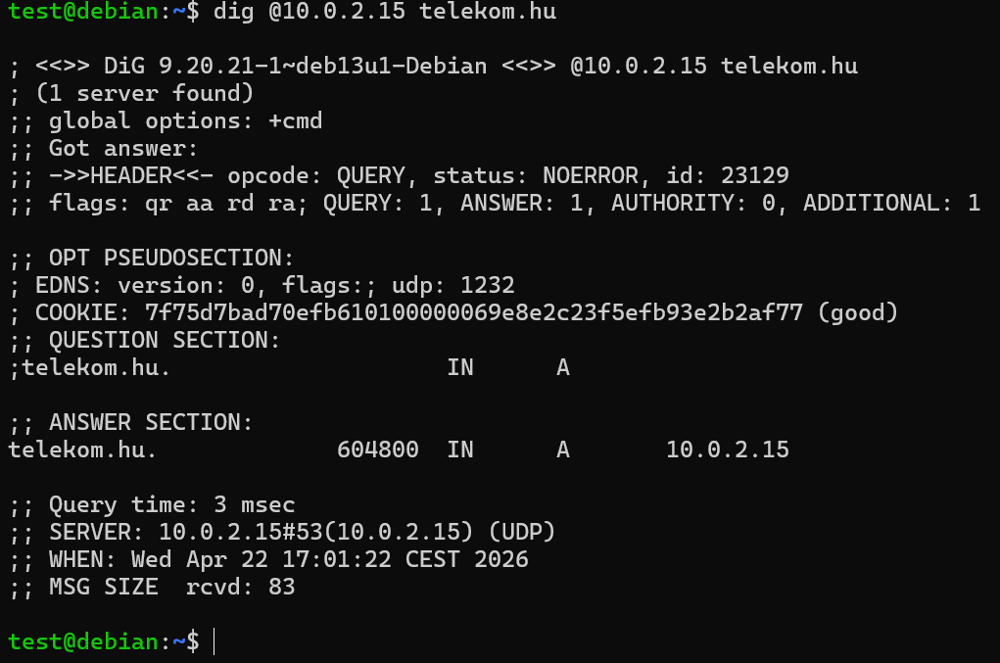 test@debian:~$ dig @10.0.2.15 telekom.hu

; <<>> DiG 9.20.21-1~deb13u1-Debian <<>> @10.0.2.15 telekom.hu
; (1 server found)
;; global options: +cmd
;; Got answer:
;; ->>HEADER<<- opcode: QUERY, status: NOERROR, id: 23129
;; flags: qr aa rd ra; QUERY: 1, ANSWER: 1, AUTHORITY: 0, ADDITIONAL: 1

;; OPT PSEUDOSECTION:
; EDNS: version: 0, flags:; udp: 1232
; COOKIE: 7f75d7bad70efb610100000069e8e2c23f5efb93e2b2af77 (good)
;; QUESTION SECTION:
;telekom.hu.                    IN      A

;; ANSWER SECTION:
telekom.hu.             604800  IN      A       10.0.2.15

;; Query time: 3 msec
;; SERVER: 10.0.2.15#53(10.0.2.15) (UDP)
;; WHEN: Wed Apr 22 17:01:22 CEST 2026
;; MSG SIZE  rcvd: 83

test@debian:~$